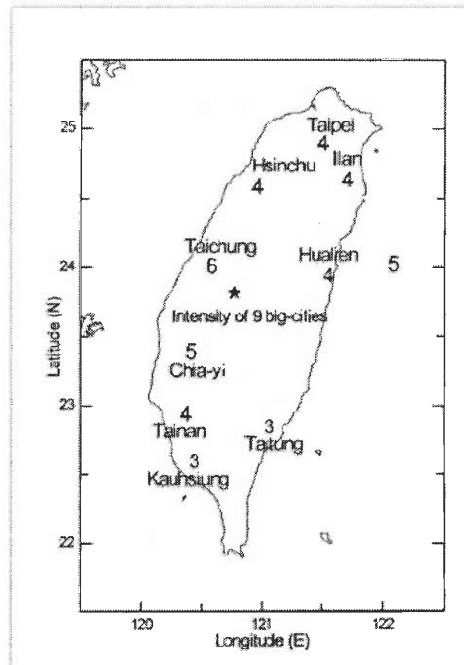 Taipei
4
Ilan
4
Hsinchu
4
Taichung
6
Hualien
4
5
Intensity of 9 big-cities
5
Chia-yi
4
Tainan
3
Taitung
3
Kauhsiung
25
24
23
22
Latitude (N)
120
121
122
Longitude (E)